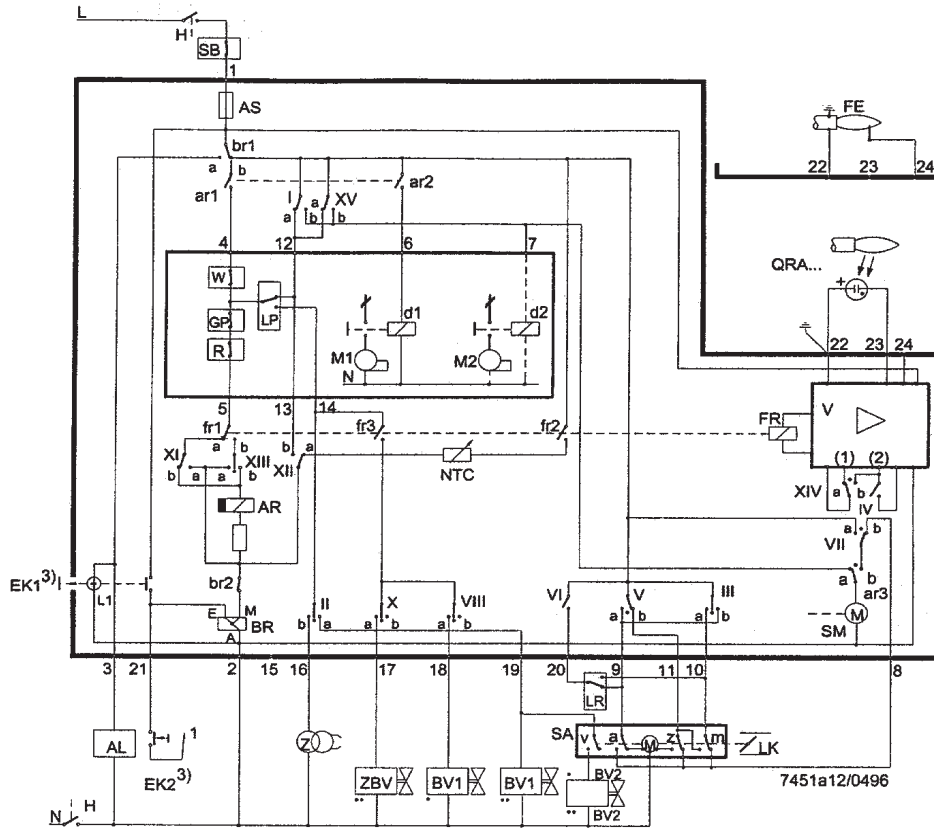 L
H
SB
1
AS
FE
br1
22 23 24
a b
ar1
ar2
I
XV
a b a b
4 12 6 7
QRA...
+
W
GP
LP
R
d1
d2
M1
M2
N
22 23 24
5 13 14
V
FR
fr1
fr3
fr2
a b
XI
XIII
XII
b a
b a a b
NTC
(1) (2)
XIV
a b
IV
AR
a b
VII
a b
ar3
EK1³⁾
L1
br2
E M
BR
A
II
X
VIII
VI
V
III
b a
a b
a b
a b
a b
M
SM
3 21 2 15 16 17 18 19 20 9 11 10 8
LR
AL
1
EK2³⁾
Z
SA
v a M z m
LK
ZBV
BV1
BV1
BV2
BV2
7451a12/0496
N
H